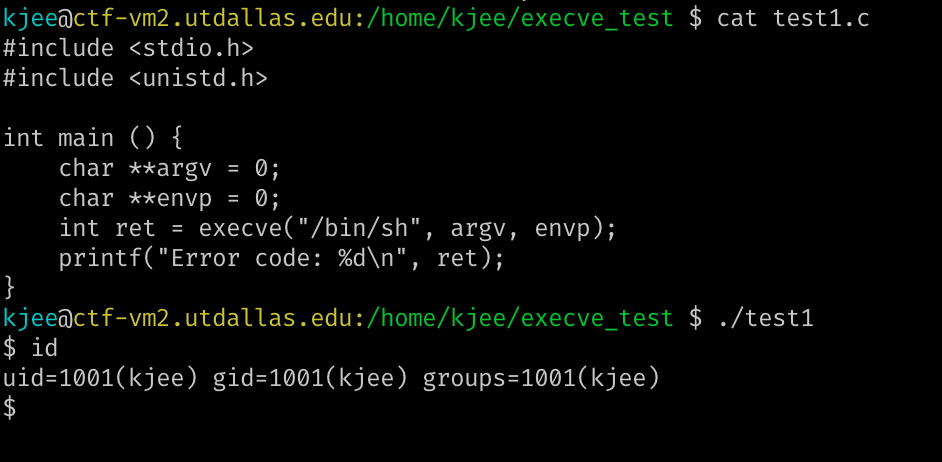 kjee@ctf-vm2.utdallas.edu:/home/kjee/execve_test $ cat test1.c
#include <stdio.h>
#include <unistd.h>

int main () {
    char **argv = 0;
    char **envp = 0;
    int ret = execve("/bin/sh", argv, envp);
    printf("Error code: %d\n", ret);
}
kjee@ctf-vm2.utdallas.edu:/home/kjee/execve_test $ ./test1
$ id
uid=1001(kjee) gid=1001(kjee) groups=1001(kjee)
$